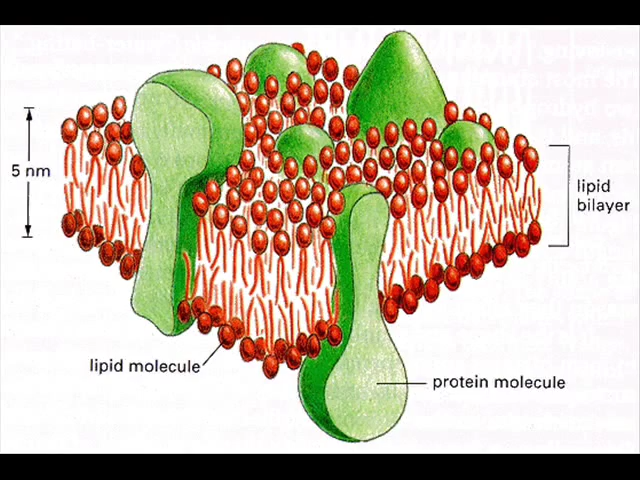 5 nm
lipid
bilayer
lipid molecule
protein molecule